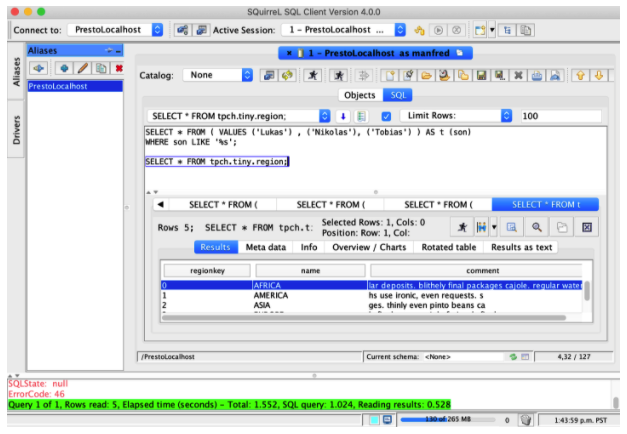 SQuirreL SQL Client Version 4.0.0
Connect to: PrestoLocalhost Active Session: 1 - PrestoLocalhost ...
Aliases
Drivers
Aliases
PrestoLocalhost
1 - PrestoLocalhost as manfred
Catalog: None
Objects SQL
SELECT * FROM tpch.tiny.region; Limit Rows: 100
SELECT * FROM ( VALUES ('Lukas') , ('Nikolas'), ('Tobias') ) AS t (son)
WHERE son LIKE '%s';
SELECT * FROM tpch.tiny.region;
SELECT * FROM ( SELECT * FROM ( SELECT * FROM ( SELECT * FROM t
Rows 5; SELECT * FROM tpch.t: Selected Rows: 1, Cols: 0
Position: Row: 1, Col:
Results Meta data Info Overview / Charts Rotated table Results as text
regionkey name comment
0 AFRICA lar deposits. blithely final packages cajole. regular water
1 AMERICA hs use ironic, even requests. s
2 ASIA ges. thinly even pinto beans ca
/PrestoLocalhost Current schema: <None> 4,32 / 127
SQLState: null
ErrorCode: 46
Query 1 of 1, Rows read: 5, Elapsed time (seconds) - Total: 1.552, SQL query: 1.024, Reading results: 0.528
130 of 265 MB 0 1:43:59 p.m. PST